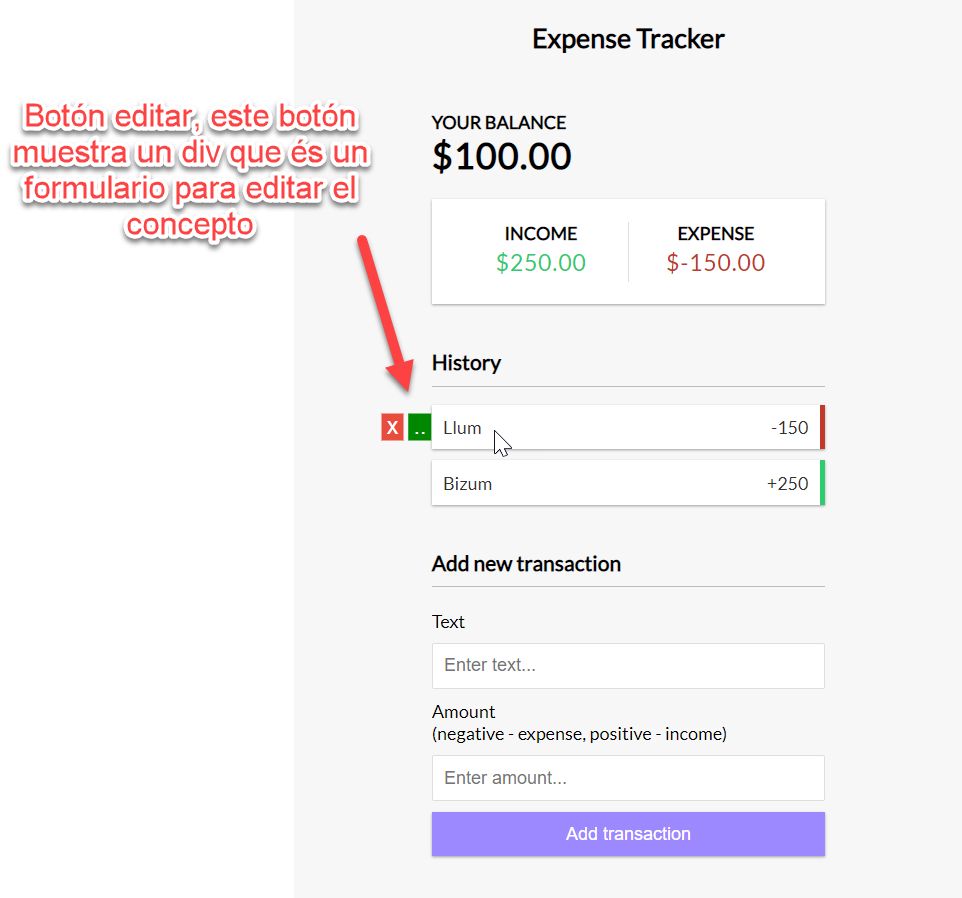 Expense Tracker
Botón editar, este botón
muestra un div que és un
formulario para editar el
concepto
YOUR BALANCE
$100.00
INCOME
EXPENSE
$250.00
$-150.00
History
X
..
Llum
-150
Bizum
+250
Add new transaction
Text
Enter text...
Amount
(negative - expense, positive - income)
Enter amount...
Add transaction